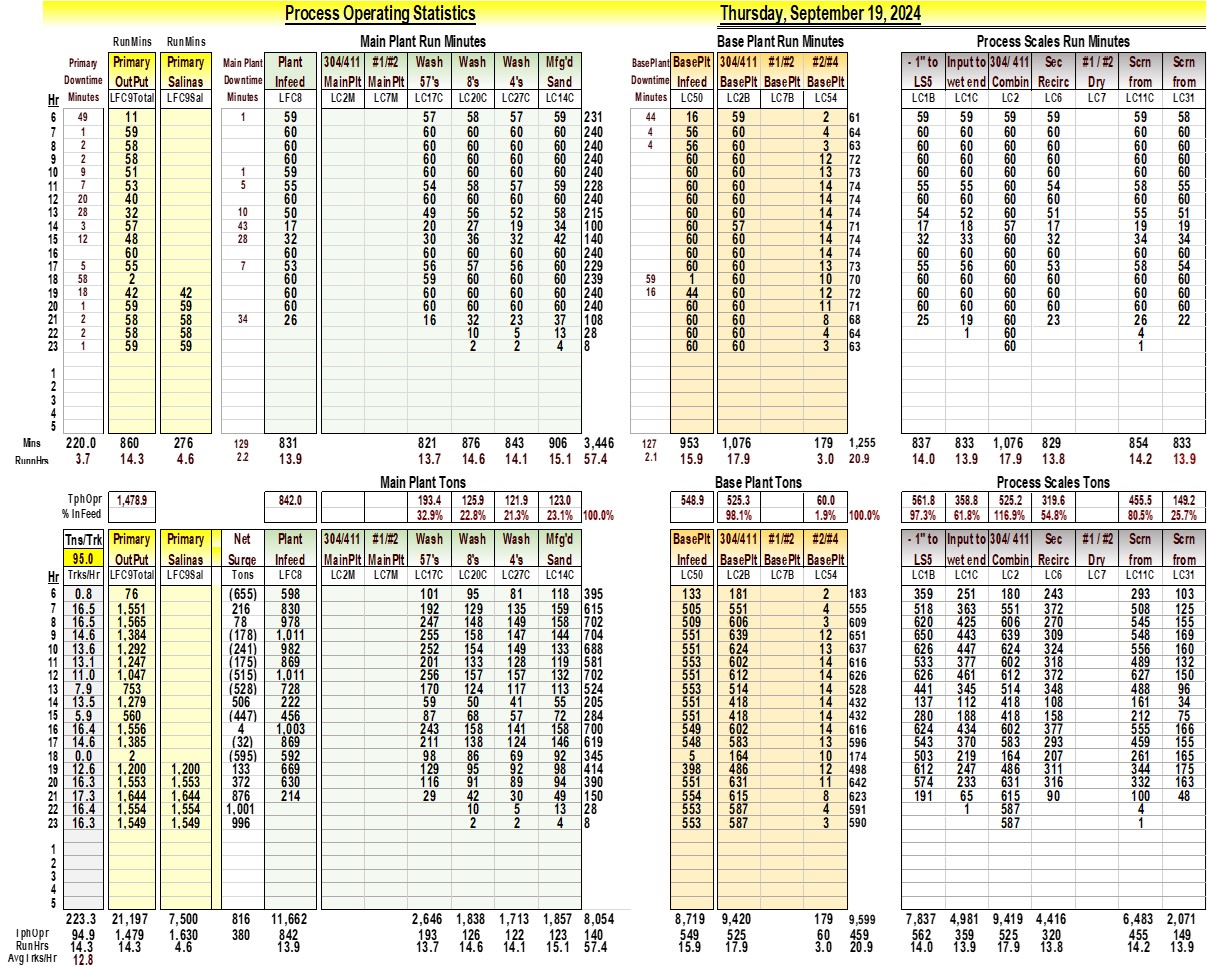 Process Operating Statistics Thursday, September 19, 2024
RunMins RunMins Main Plant Run Minutes Base Plant Run Minutes Process Scales Run Minutes
Primary Primary Primary Main Plant Plant 304/411 #1/#2 Wash Wash Wash Mfg'd BasePlant BasePlt 304/411 #1/#2 #2/#4 - 1" to Input to 304/ 411 Sec #1 / #2 Scrn Scrn
Downtime OutPut Salinas Downtime Infeed MainPlt MainPlt 57's 8's 4's Sand Downtime Infeed BasePlt BasePlt BasePlt LS5 wet end Combin Recirc Dry from from
Hr Minutes LFC9Total LFC9Sal Minutes LFC8 LC2M LC7M LC17C LC20C LC27C LC14C Minutes LC50 LC2B LC7B LC54 LC1B LC1C LC2 LC6 LC7 LC11C LC31
6 49 11 1 59 57 58 57 59 231 44 16 59 2 61 59 59 59 59 59 58
7 1 59 60 60 60 60 60 240 4 56 60 4 64 60 60 60 60 60 60
8 2 58 60 60 60 60 60 240 4 56 60 3 63 60 60 60 60 60 60
9 2 58 60 60 60 60 60 240 60 60 12 72 60 60 60 60 60 60
10 9 51 1 59 60 60 60 60 240 60 60 13 73 60 60 60 60 60 60
11 7 53 5 55 54 58 57 59 228 60 60 14 74 55 55 60 54 58 55
12 20 40 60 60 60 60 60 240 60 60 14 74 60 60 60 60 60 60
13 28 32 10 50 49 56 52 58 215 60 60 14 74 54 52 60 51 55 51
14 3 57 43 17 20 27 19 34 100 60 57 14 71 17 18 57 17 19 19
15 12 48 28 32 30 36 32 42 140 60 60 14 74 32 33 60 32 34 34
16 60 60 60 60 60 60 240 60 60 14 74 60 60 60 60 60 60
17 5 55 7 53 56 57 56 60 229 60 60 13 73 55 56 60 53 58 54
18 58 2 60 59 60 60 60 239 59 1 60 10 70 60 60 60 60 60 60
19 18 42 42 60 60 60 60 60 240 16 44 60 12 72 60 60 60 60 60 60
20 1 59 59 60 60 60 60 60 240 60 60 11 71 60 60 60 60 60 60
21 2 58 58 34 26 16 32 23 37 108 60 60 8 68 25 19 60 23 26 22
22 2 58 58 10 5 13 28 60 60 4 64 1 60 4
23 1 59 59 2 2 4 8 60 60 3 63 60 1
1
2
3
4
5
Mins 220.0 860 276 129 831 821 876 843 906 3,446 127 953 1,076 179 1,255 837 833 1,076 829 854 833
RunnHrs 3.7 14.3 4.6 2.2 13.9 13.7 14.6 14.1 15.1 57.4 2.1 15.9 17.9 3.0 20.9 14.0 13.9 17.9 13.8 14.2 13.9
Main Plant Tons Base Plant Tons Process Scales Tons
TphOpr 1,478.9 842.0 193.4 125.9 121.9 123.0 548.9 525.3 60.0 561.8 358.8 525.2 319.6 455.5 149.2
% InFeed 32.9% 22.8% 21.3% 23.1% 100.0% 98.1% 1.9% 100.0% 97.3% 61.8% 116.9% 54.8% 80.5% 25.7%
Tns/Trk Primary Primary Net Plant 304/411 #1/#2 Wash Wash Wash Mfg'd BasePlt 304/411 #1/#2 #2/#4 - 1" to Input to 304/ 411 Sec #1 / #2 Scrn Scrn
95.0 OutPut Salinas Surge Infeed MainPlt MainPlt 57's 8's 4's Sand Infeed BasePlt BasePlt BasePlt LS5 wet end Combin Recirc Dry from from
Hr Trks/Hr LFC9Total LFC9Sal Tons LFC8 LC2M LC7M LC17C LC20C LC27C LC14C LC50 LC2B LC7B LC54 LC1B LC1C LC2 LC6 LC7 LC11C LC31
6 0.8 76 (655) 598 101 95 81 118 395 133 181 2 183 359 251 180 243 293 103
7 16.5 1,551 216 830 192 129 135 159 615 505 551 4 555 518 363 551 372 508 125
8 16.5 1,565 78 978 247 148 149 158 702 509 606 3 609 620 425 606 270 545 155
9 14.6 1,384 (178) 1,011 255 158 147 144 704 551 639 12 651 650 443 639 309 548 169
10 13.6 1,292 (241) 982 252 154 149 133 688 551 624 13 637 626 447 624 324 556 160
11 13.1 1,247 (175) 869 201 133 128 119 581 553 602 14 616 533 377 602 318 489 132
12 11.0 1,047 (515) 1,011 256 157 157 132 702 551 612 14 626 626 461 612 372 627 150
13 7.9 753 (528) 728 170 124 117 113 524 553 514 14 528 441 345 514 348 488 96
14 13.5 1,279 506 222 59 50 41 55 205 551 418 14 432 137 112 418 108 161 34
15 5.9 560 (447) 456 87 68 57 72 284 551 418 14 432 280 188 418 158 212 75
16 16.4 1,556 4 1,003 243 158 141 158 700 549 602 14 616 624 434 602 377 555 166
17 14.6 1,385 (32) 869 211 138 124 146 619 548 583 13 596 543 370 583 293 459 155
18 0.0 2 (595) 592 98 86 69 92 345 5 164 10 174 503 219 164 207 261 165
19 12.6 1,200 1,200 133 669 129 95 92 98 414 398 486 12 498 612 247 486 311 344 175
20 16.3 1,553 1,553 372 630 116 91 89 94 390 551 631 11 642 574 233 631 316 332 163
21 17.3 1,644 1,644 876 214 29 42 30 49 150 554 615 8 623 191 65 615 90 100 48
22 16.4 1,554 1,554 1,001 10 5 13 28 553 587 4 591 1 587 4
23 16.3 1,549 1,549 996 2 2 4 8 553 587 3 590 587 1
1
2
3
4
5
223.3 21,197 7,500 816 11,662 2,646 1,838 1,713 1,857 8,054 8,719 9,420 179 9,599 7,837 4,981 9,419 4,416 6,483 2,071
TphOpr 94.9 1,479 1,630 380 842 193 126 122 123 140 549 525 60 459 562 359 525 320 455 149
RunHrs 14.3 14.3 4.6 13.9 13.7 14.6 14.1 15.1 57.4 15.9 17.9 3.0 20.9 14.0 13.9 17.9 13.8 14.2 13.9
AvgTrks/Hr 12.8